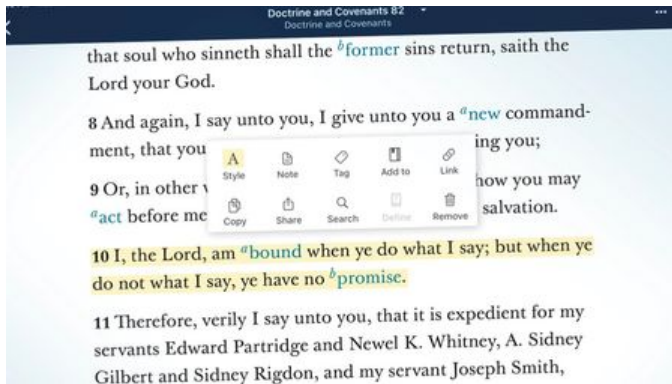 Doctrine and Covenants 82
Doctrine and Covenants
that soul who sinneth shall the bformer sins return, saith the
Lord your God.
8 And again, I say unto you, I give unto you a anew command-
ment, that you ing you;
Style Note Tag Add to Link
9 Or, in other how you may
aact before me salvation.
Copy Share Search Define Remove
10 I, the Lord, am abound when ye do what I say; but when ye
do not what I say, ye have no bpromise.
11 Therefore, verily I say unto you, that it is expedient for my
servants Edward Partridge and Newel K. Whitney, A. Sidney
Gilbert and Sidney Rigdon, and my servant Joseph Smith,